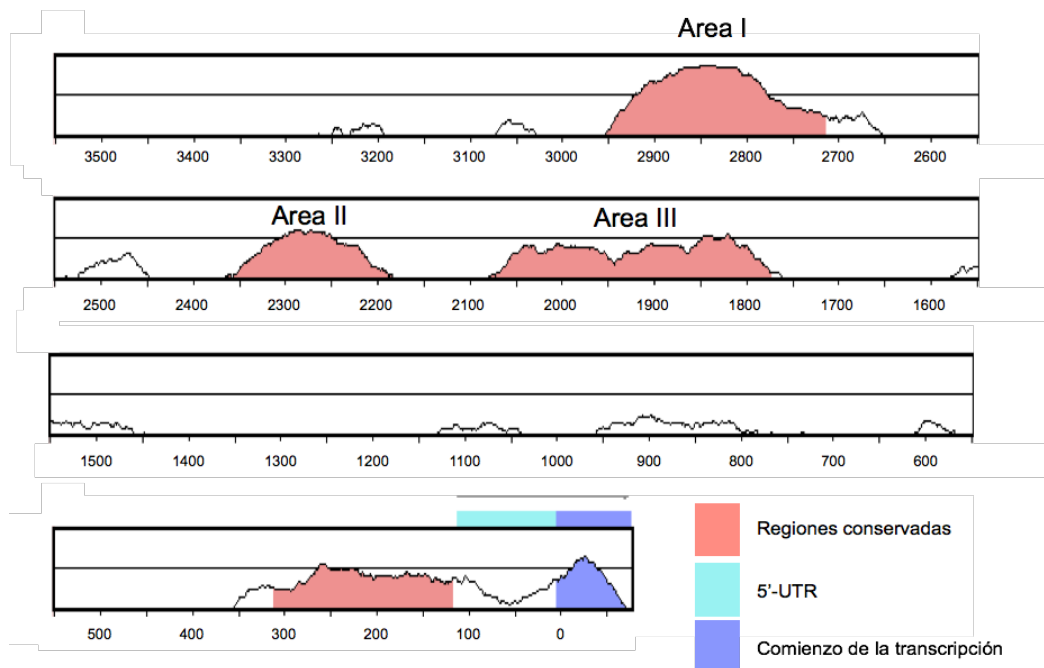 Area I
3500 3400 3300 3200 3100 3000 2900 2800 2700 2600
Area II Area III
2500 2400 2300 2200 2100 2000 1900 1800 1700 1600
1500 1400 1300 1200 1100 1000 900 800 700 600
500 400 300 200 100 0
Regiones conservadas
5'-UTR
Comienzo de la transcripción